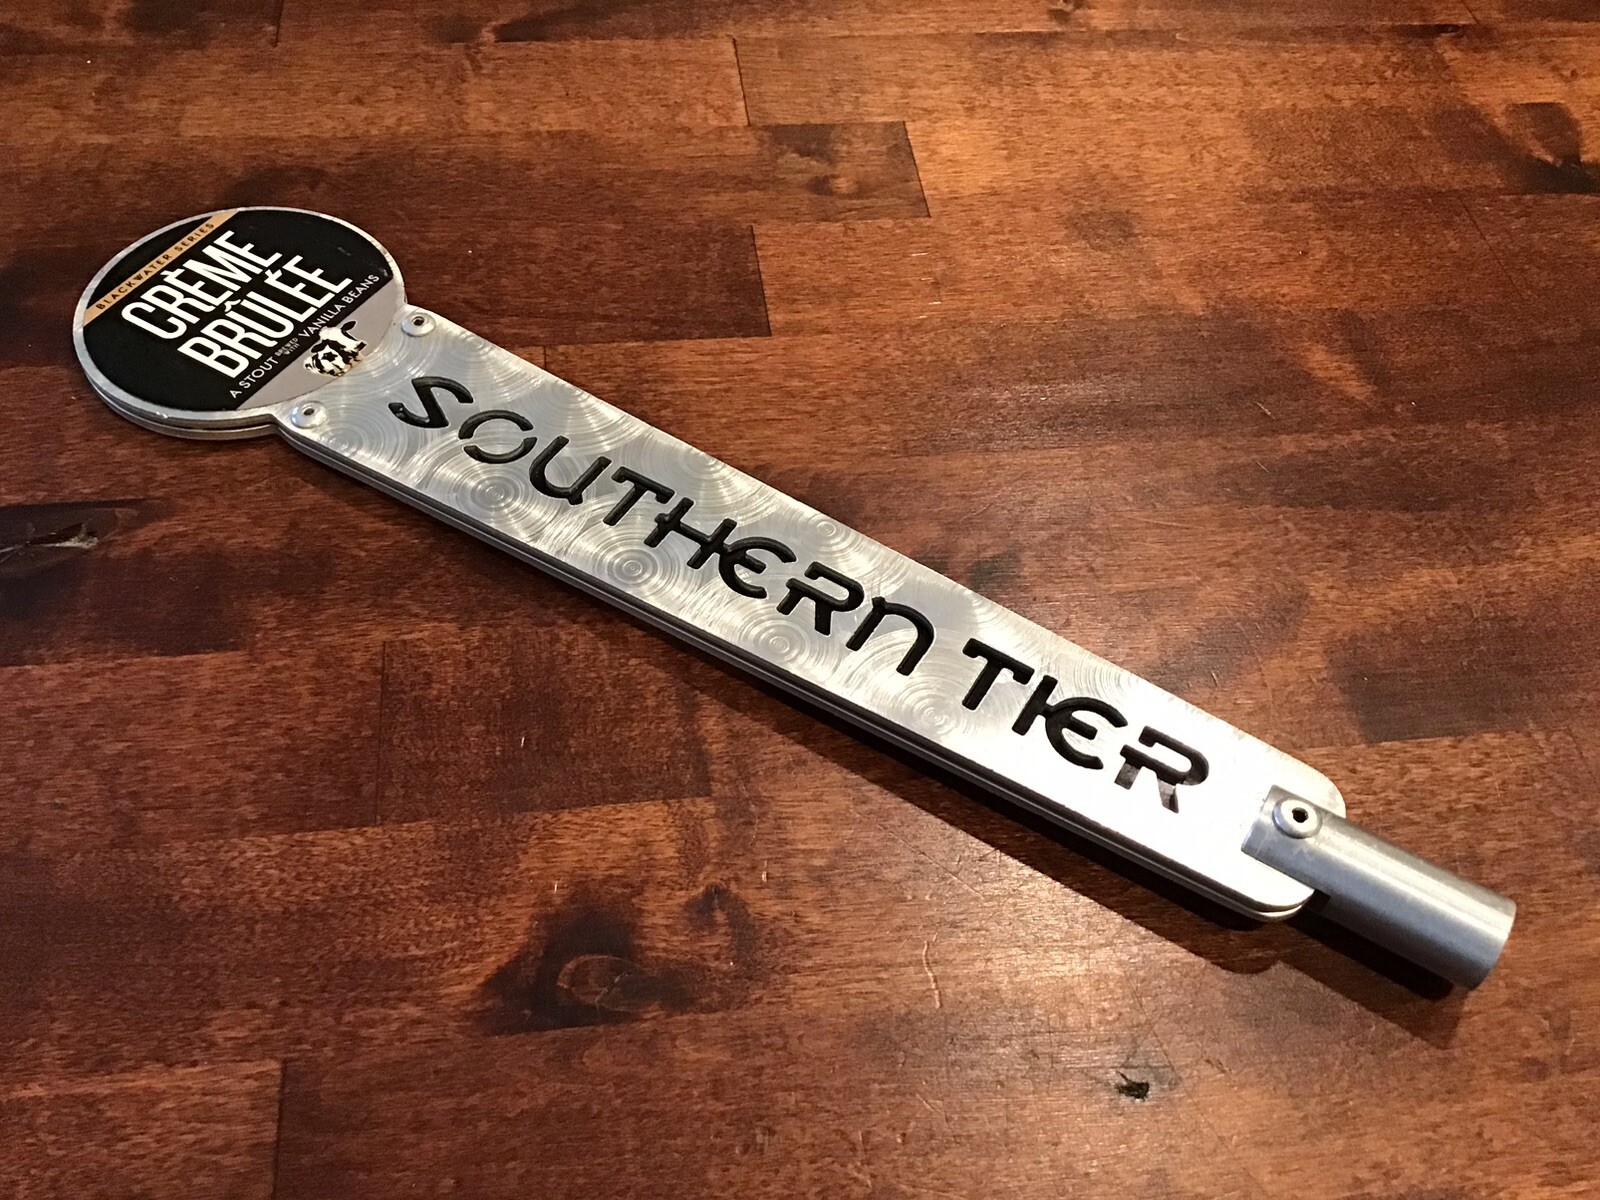 BLACKWATER SERIES
CRÈME
BRÛLÉE
A STOUT BREWED WITH VANILLA BEANS
SOUTHERN TIER